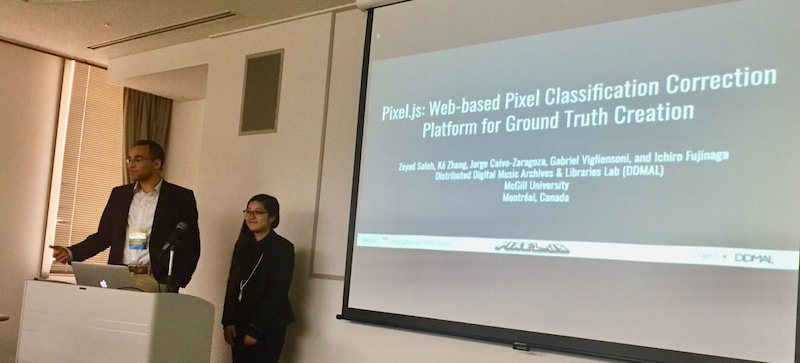 Pixel.js: Web-based Pixel Classification Correction
Platform for Ground Truth Creation
Zeyad Saleh, Ké Zhang, Jorge Calvo-Zaragoza, Gabriel Vigliensoni, and Ichiro Fujinaga
Distributed Digital Music Archives & Libraries Lab (DDMAL)
McGill University
Montréal, Canada
DDMAL